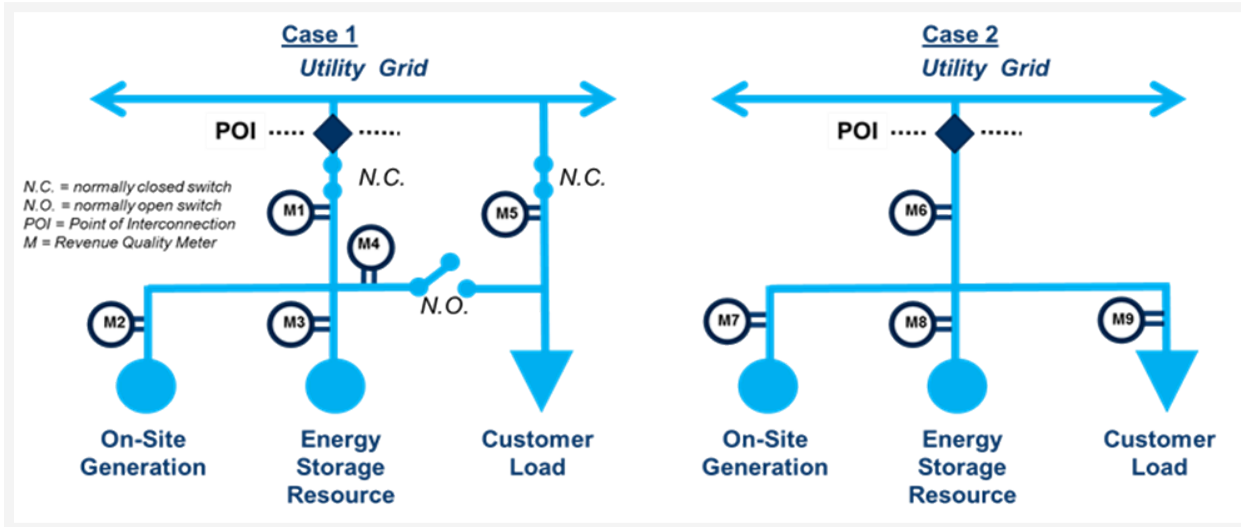 Case 1
Utility Grid
POI
N.C.
N.C.
N.C. = normally closed switch
N.O. = normally open switch
POI = Point of Interconnection
M = Revenue Quality Meter
M1
M5
M4
N.O.
M2
M3
On-Site
Generation
Energy
Storage
Resource
Customer
Load
Case 2
Utility Grid
POI
M6
M7
M8
M9
On-Site
Generation
Energy
Storage
Resource
Customer
Load